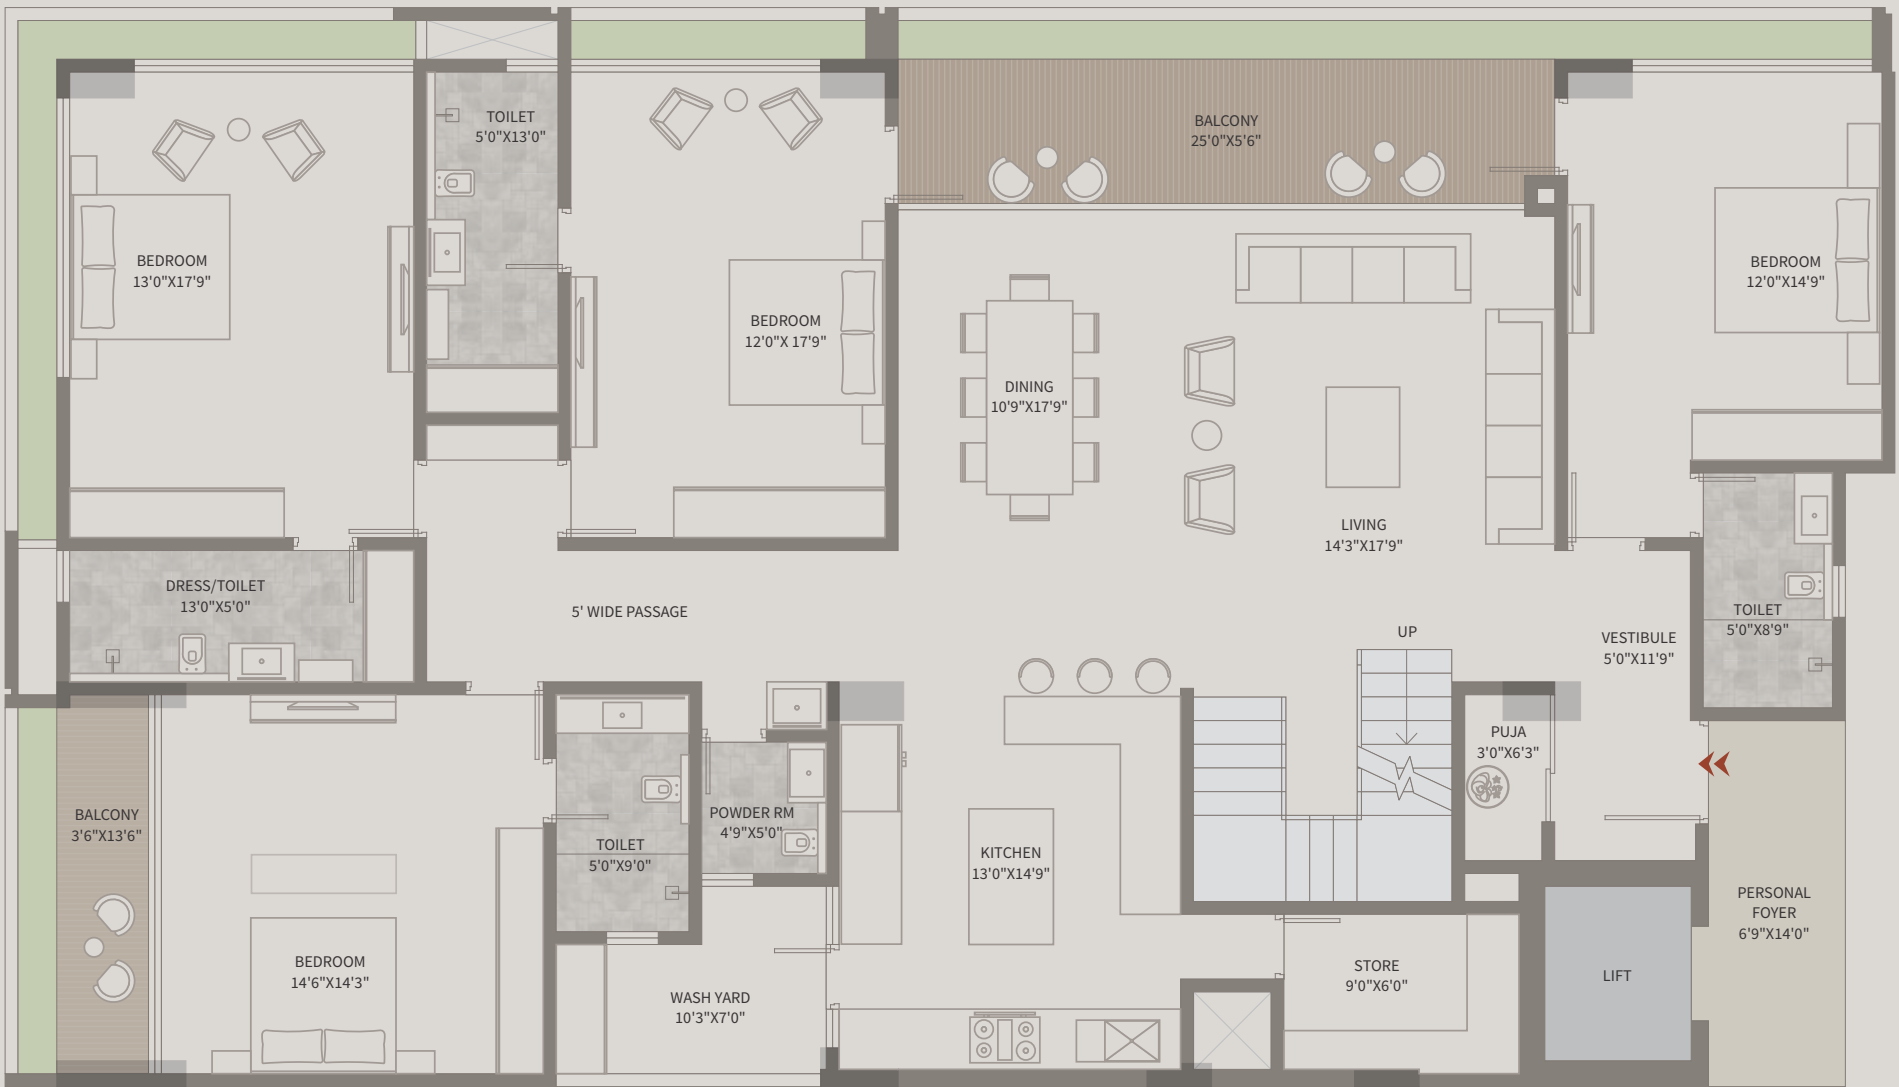 TOILET
5'0"X13'0"
BALCONY
25'0"X5'6"
BEDROOM
13'0"X17'9"
BEDROOM
12'0"X 17'9"
BEDROOM
12'0"X14'9"
DINING
10'9"X17'9"
LIVING
14'3"X17'9"
DRESS/TOILET
13'0"X5'0"
5' WIDE PASSAGE
UP
VESTIBULE
5'0"X11'9"
TOILET
5'0"X8'9"
PUJA
3'0"X6'3"
BALCONY
3'6"X13'6"
TOILET
5'0"X9'0"
POWDER RM
4'9"X5'0"
KITCHEN
13'0"X14'9"
PERSONAL
FOYER
6'9"X14'0"
BEDROOM
14'6"X14'3"
WASH YARD
10'3"X7'0"
STORE
9'0"X6'0"
LIFT